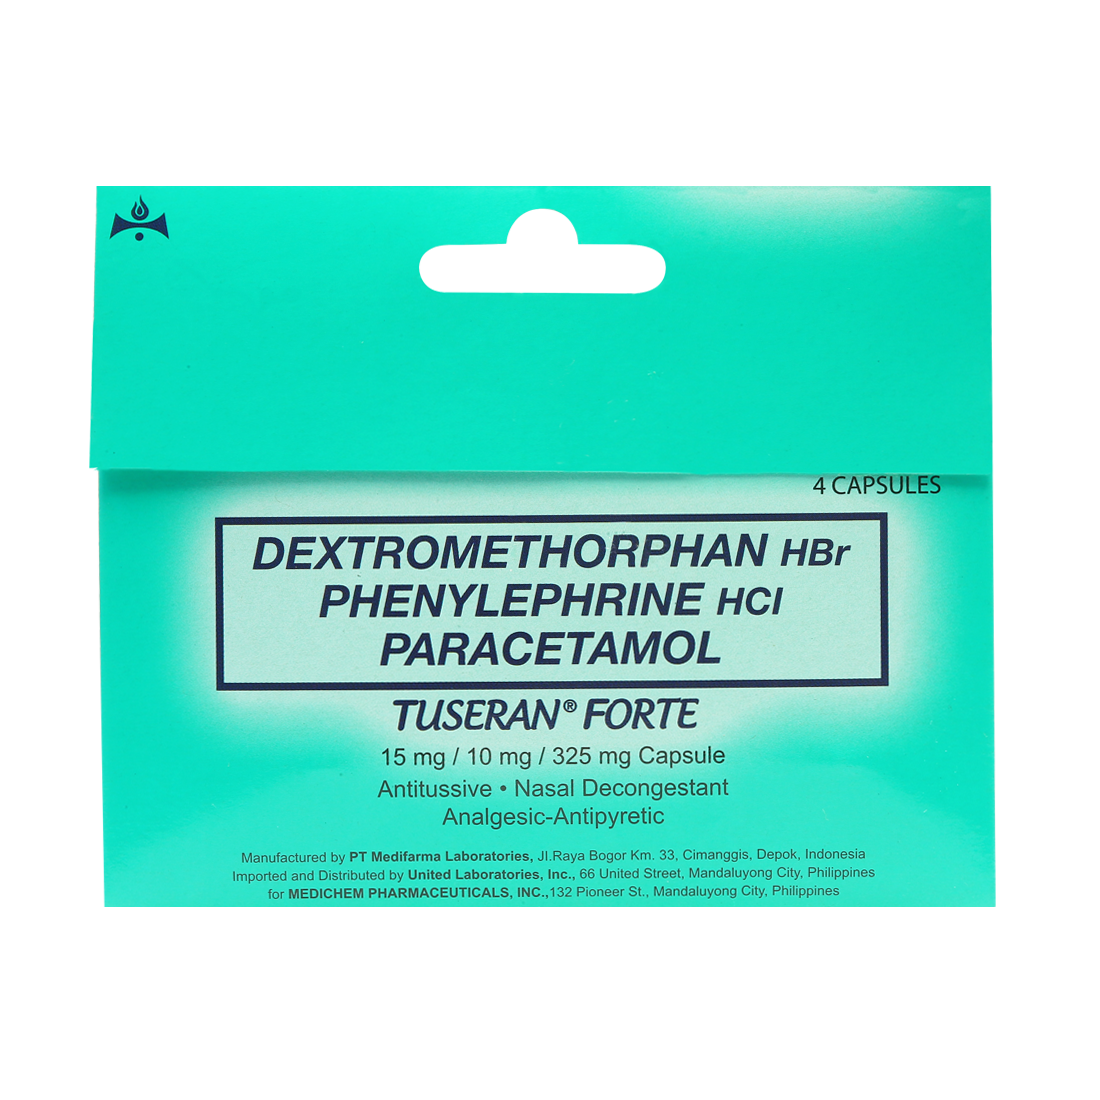 4 CAPSULES
DEXTROMETHORPHAN HBr
PHENYLEPHRINE HCl
PARACETAMOL
TUSERAN® FORTE
15 mg / 10 mg / 325 mg Capsule
Antitussive • Nasal Decongestant
Analgesic-Antipyretic
Manufactured by PT Medifarma Laboratories, Jl.Raya Bogor Km. 33, Cimanggis, Depok, Indonesia
Imported and Distributed by United Laboratories, Inc., 66 United Street, Mandaluyong City, Philippines
for MEDICHEM PHARMACEUTICALS, INC.,132 Pioneer St., Mandaluyong City, Philippines